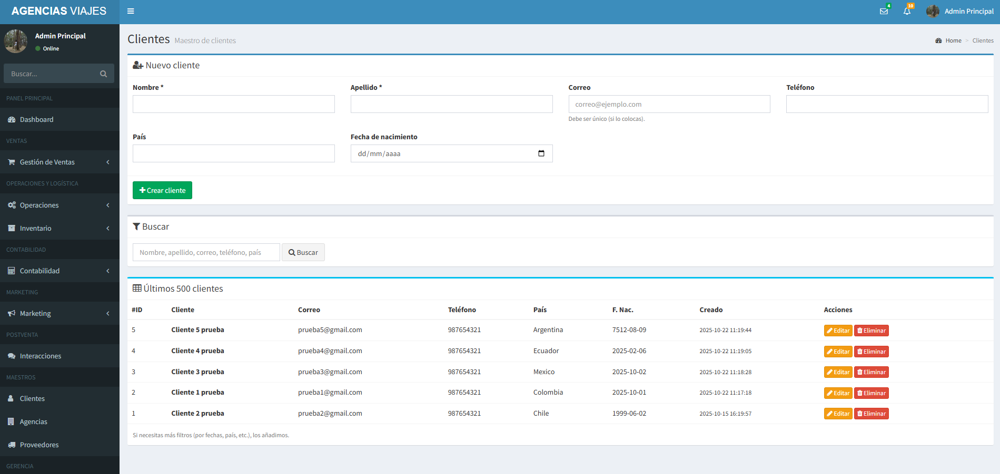 AGENCIAS VIAJES
4
10
Admin Principal
Admin Principal
Online
Buscar...
PANEL PRINCIPAL
Dashboard
VENTAS
Gestión de Ventas
OPERACIONES Y LOGÍSTICA
Operaciones
Inventario
CONTABILIDAD
Contabilidad
MARKETING
Marketing
POSTVENTA
Interacciones
MAESTROS
Clientes
Agencias
Proveedores
GERENCIA
Clientes Maestro de clientes
Home > Clientes
Nuevo cliente
Nombre * Apellido * Correo Teléfono
correo@ejemplo.com
Debe ser único (si lo colocas).
País Fecha de nacimiento
dd/mm/aaaa
Crear cliente
Buscar
Nombre, apellido, correo, teléfono, país Buscar
Últimos 500 clientes
#ID Cliente Correo Teléfono País F. Nac. Creado Acciones
5 Cliente 5 prueba prueba5@gmail.com 987654321 Argentina 7512-08-09 2025-10-22 11:19:44 Editar Eliminar
4 Cliente 4 prueba prueba4@gmail.com 987654321 Ecuador 2025-02-06 2025-10-22 11:19:05 Editar Eliminar
3 Cliente 3 prueba prueba3@gmail.com 987654321 Mexico 2025-10-02 2025-10-22 11:18:28 Editar Eliminar
2 Cliente 1 prueba prueba1@gmail.com 987654321 Colombia 2025-10-01 2025-10-22 11:17:18 Editar Eliminar
1 Cliente 2 prueba prueba2@gmail.com 987654321 Chile 1999-06-02 2025-10-15 16:19:57 Editar Eliminar
Si necesitas más filtros (por fechas, país, etc.), los añadimos.